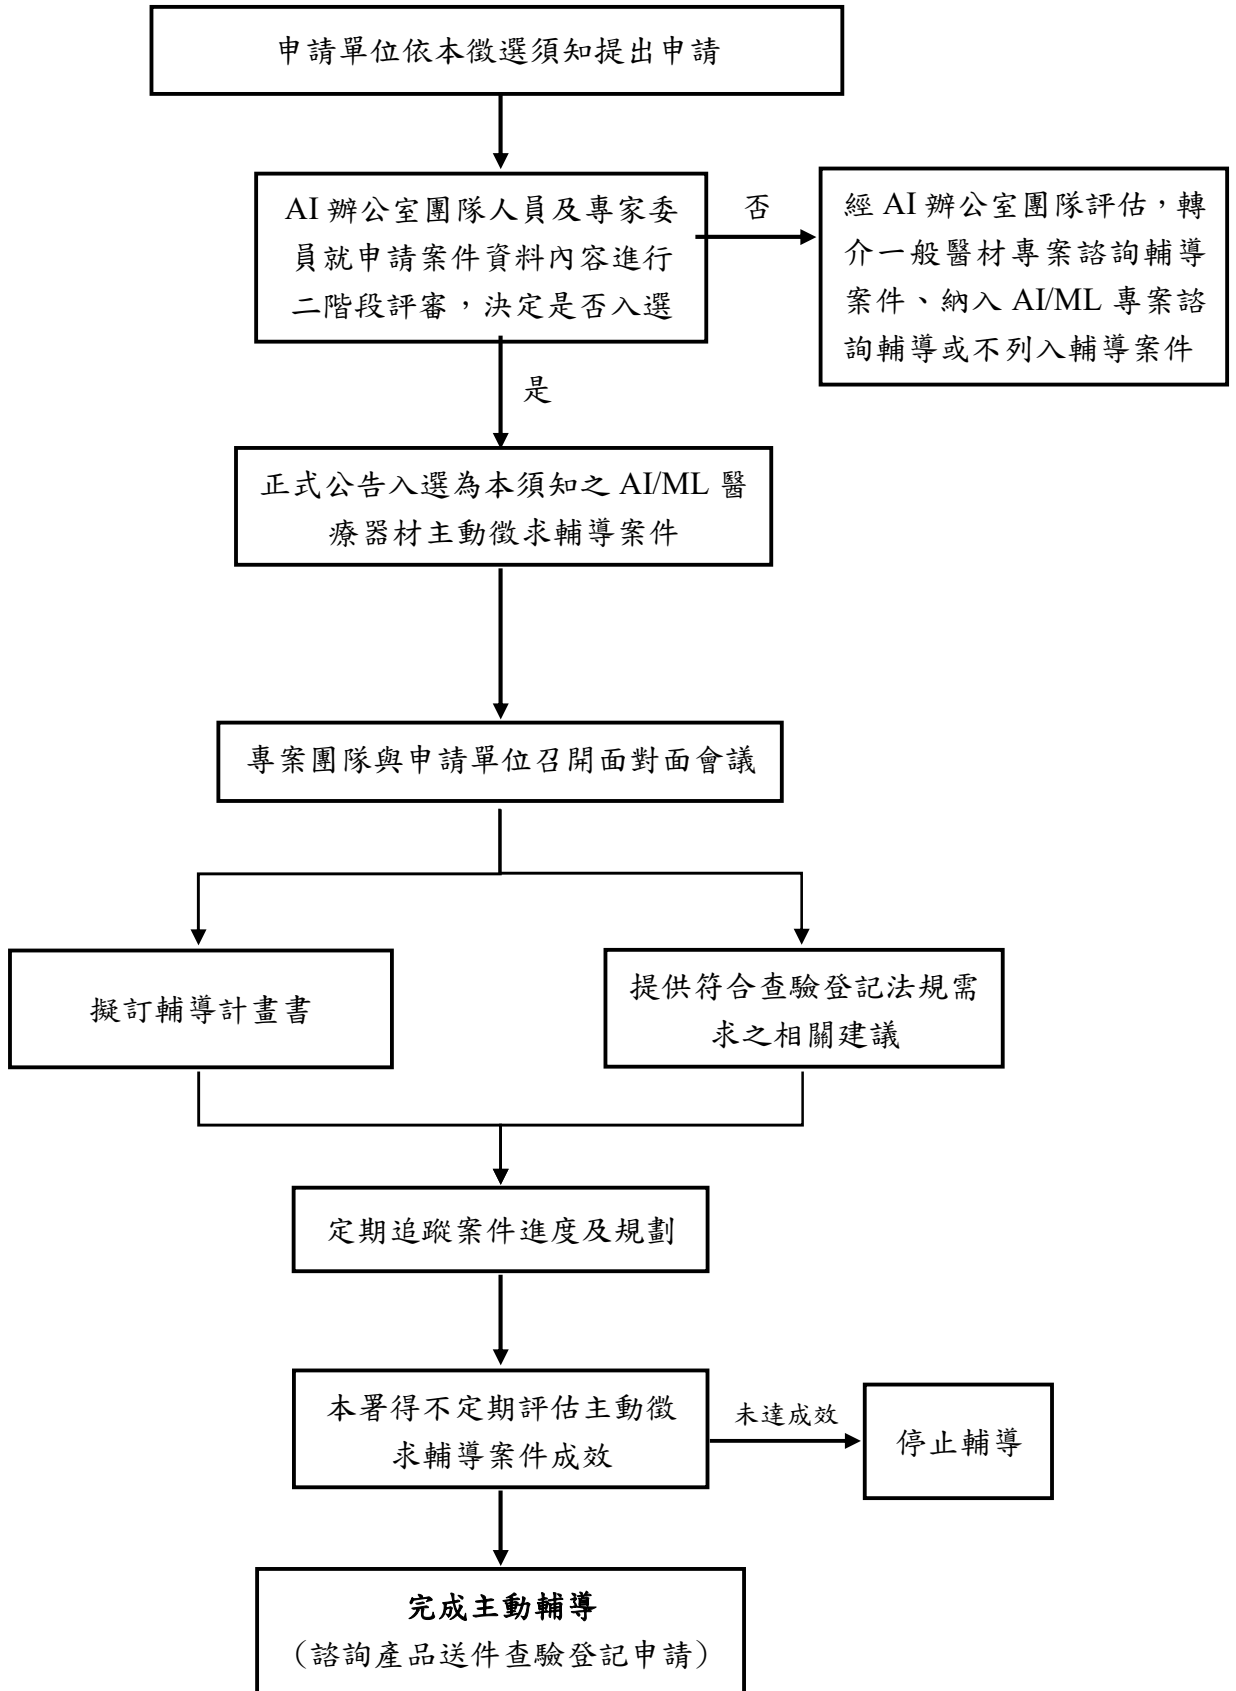 申請單位依本徵選須知提出申請
AI 辦公室團隊人員及專家委
員就申請案件資料內容進行
二階段評審，決定是否入選
否
經 AI 辦公室團隊評估，轉
介一般醫材專案諮詢輔導
案件、納入 AI/ML 專案諮
詢輔導或不列入輔導案件
是
正式公告入選為本須知之 AI/ML 醫
療器材主動徵求輔導案件
專案團隊與申請單位召開面對面會議
擬訂輔導計畫書
提供符合查驗登記法規需
求之相關建議
定期追蹤案件進度及規劃
本署得不定期評估主動徵
求輔導案件成效
未達成效
停止輔導
完成主動輔導
（諮詢產品送件查驗登記申請）